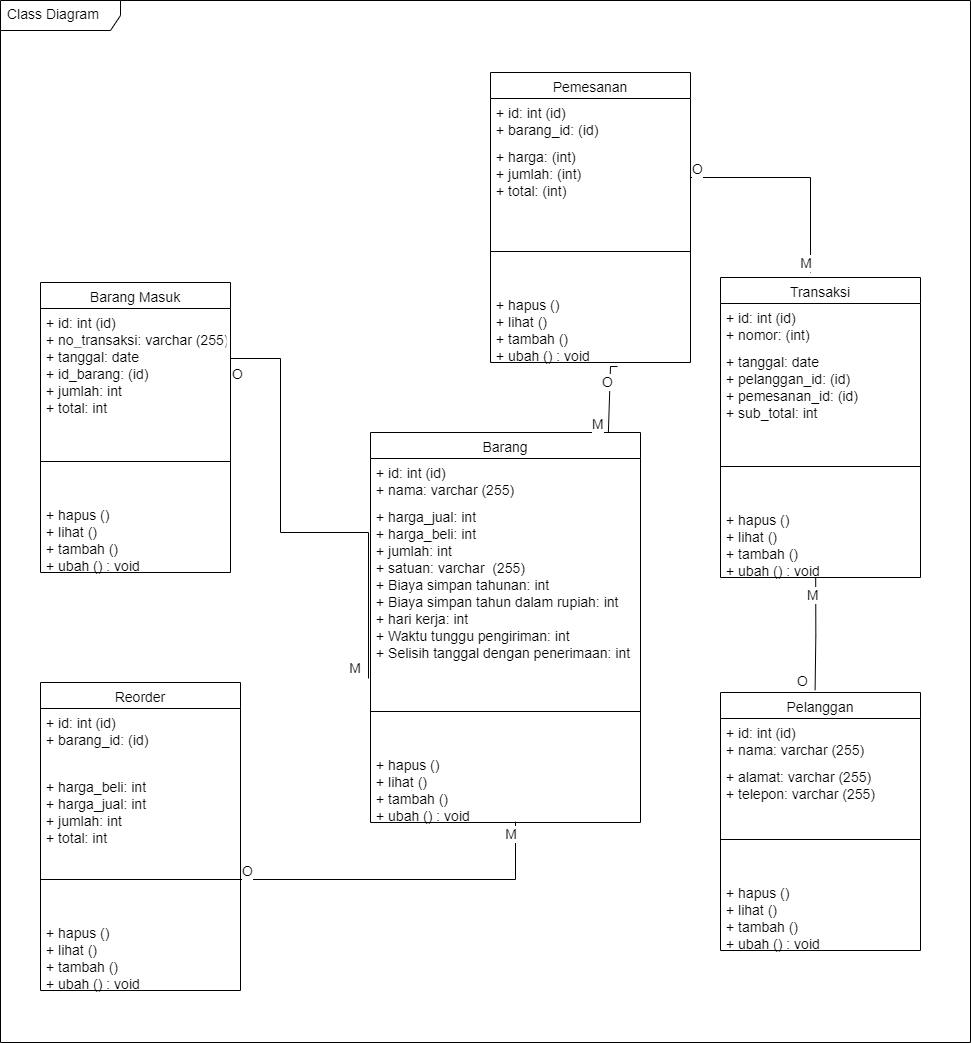 Class Diagram
Pemesanan
+ id: int (id)
+ barang_id: (id)
+ harga: (int)
+ jumlah: (int)
+ total: (int)
+ hapus ()
+ lihat ()
+ tambah ()
+ ubah () : void
O
M
O
M
Barang Masuk
+ id: int (id)
+ no_transaksi: varchar (255)
+ tanggal: date
+ id_barang: (id)
+ jumlah: int
+ total: int
+ hapus ()
+ lihat ()
+ tambah ()
+ ubah () : void
O
M
Transaksi
+ id: int (id)
+ nomor: (int)
+ tanggal: date
+ pelanggan_id: (id)
+ pemesanan_id: (id)
+ sub_total: int
+ hapus ()
+ lihat ()
+ tambah ()
+ ubah () : void
M
O
Barang
+ id: int (id)
+ nama: varchar (255)
+ harga_jual: int
+ harga_beli: int
+ jumlah: int
+ satuan: varchar  (255)
+ Biaya simpan tahunan: int
+ Biaya simpan tahun dalam rupiah: int
+ hari kerja: int
+ Waktu tunggu pengiriman: int
+ Selisih tanggal dengan penerimaan: int
+ hapus ()
+ lihat ()
+ tambah ()
+ ubah () : void
M
O
Reorder
+ id: int (id)
+ barang_id: (id)
+ harga_beli: int
+ harga_jual: int
+ jumlah: int
+ total: int
+ hapus ()
+ lihat ()
+ tambah ()
+ ubah () : void
Pelanggan
+ id: int (id)
+ nama: varchar (255)
+ alamat: varchar (255)
+ telepon: varchar (255)
+ hapus ()
+ lihat ()
+ tambah ()
+ ubah () : void